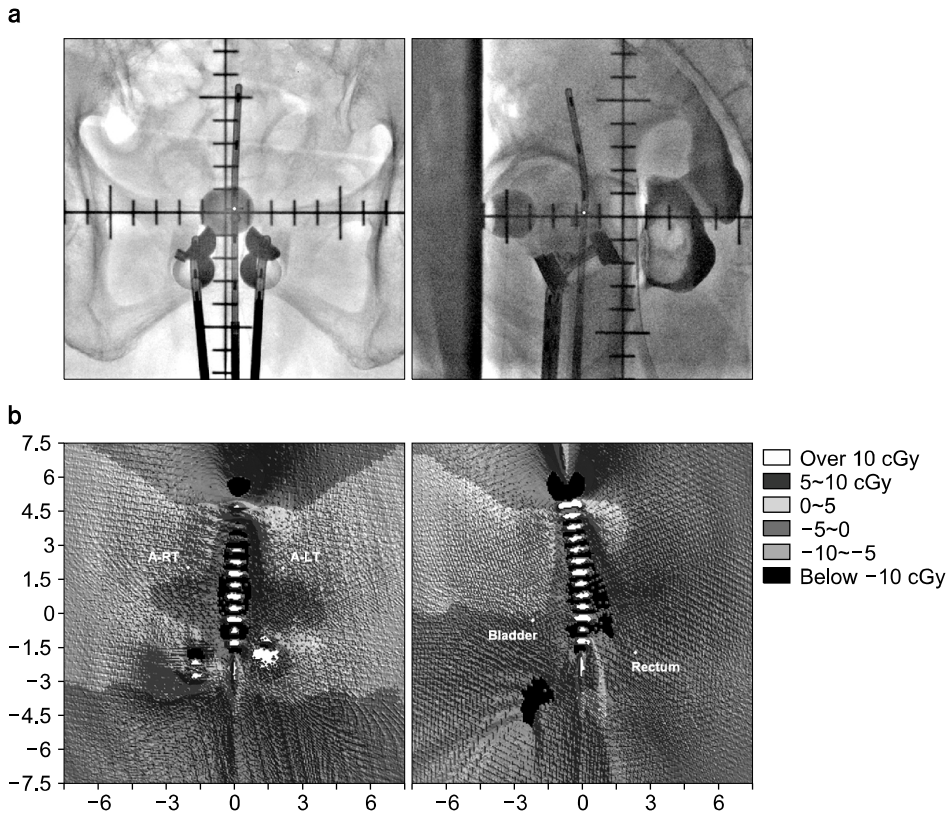 a
b
7.5
6
4.5
3
1.5
0
−1.5
−3
−4.5
−6
−7.5
A-RT
A-LT
Bladder
Rectum
Over 10 cGy
5~10 cGy
0~5
−5~0
−10~−5
Below −10 cGy
−6 −3 0 3 6
−6 −3 0 3 6